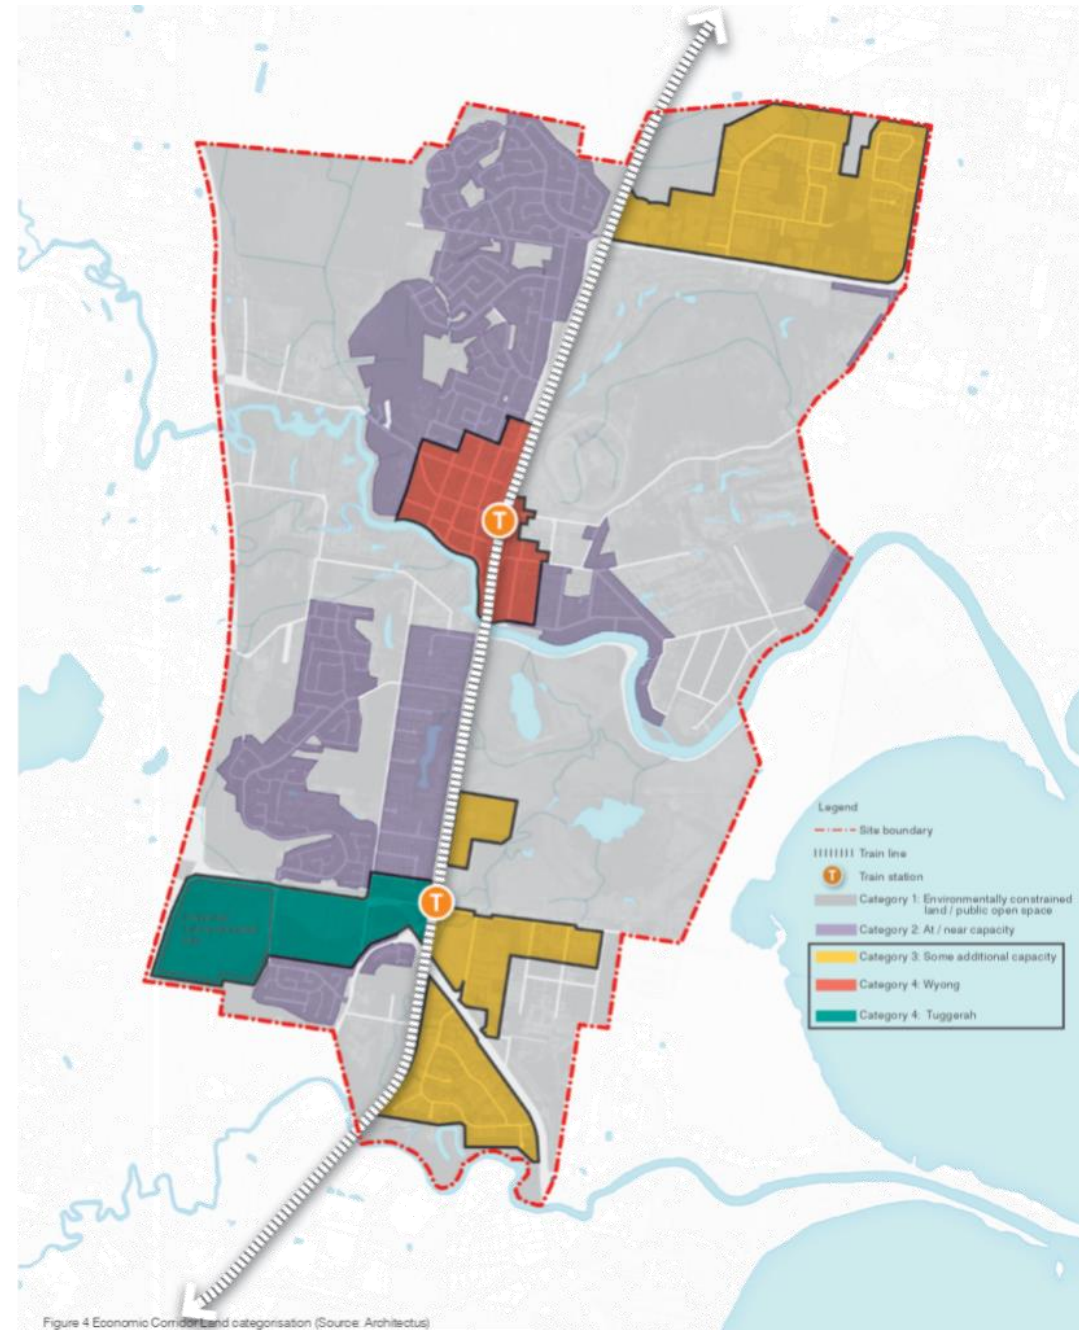 T
T
Legend
Site boundary
Train line
T Train station
Category 1: Environmentally constrained
land / public open space
Category 2: At / near capacity
Category 3: Some additional capacity
Category 4: Wyong
Category 4: Tuggerah
Figure 4 Economic Corridor Land categorisation (Source: Architectus)